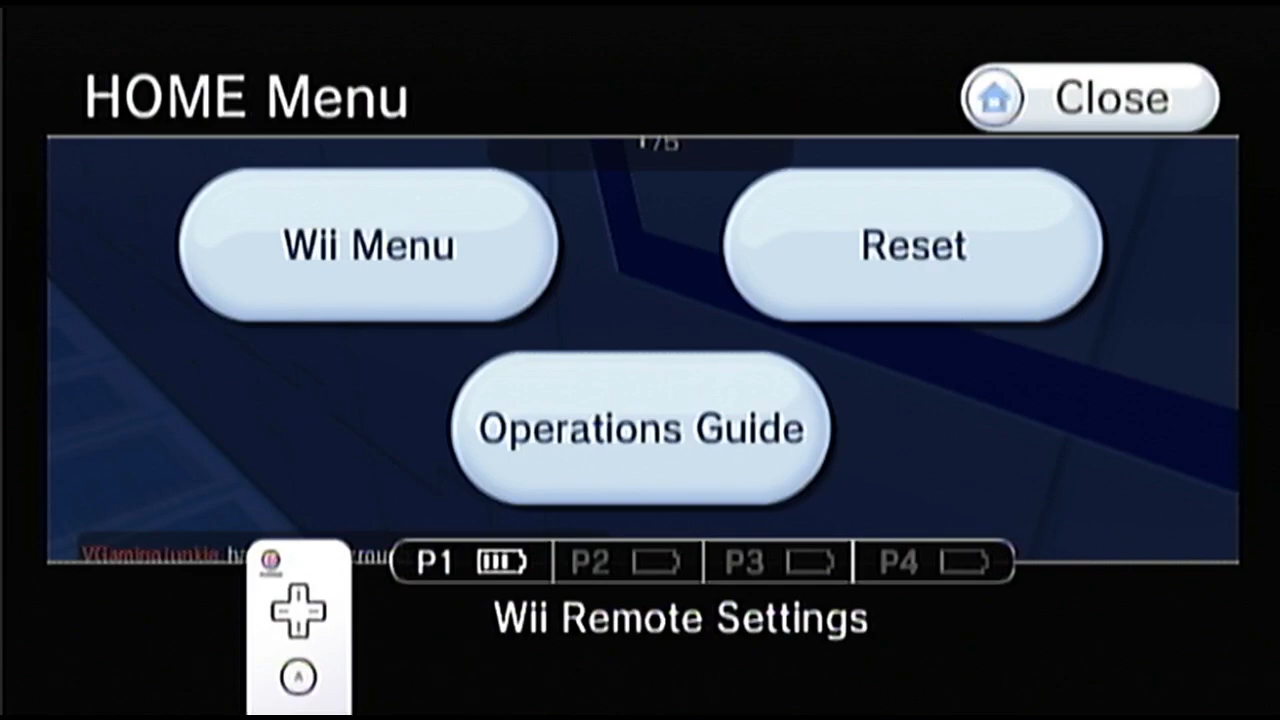 HOME Menu
Close
Wii Menu
Reset
Operations Guide
P1
P2
P3
P4
Wii Remote Settings
A